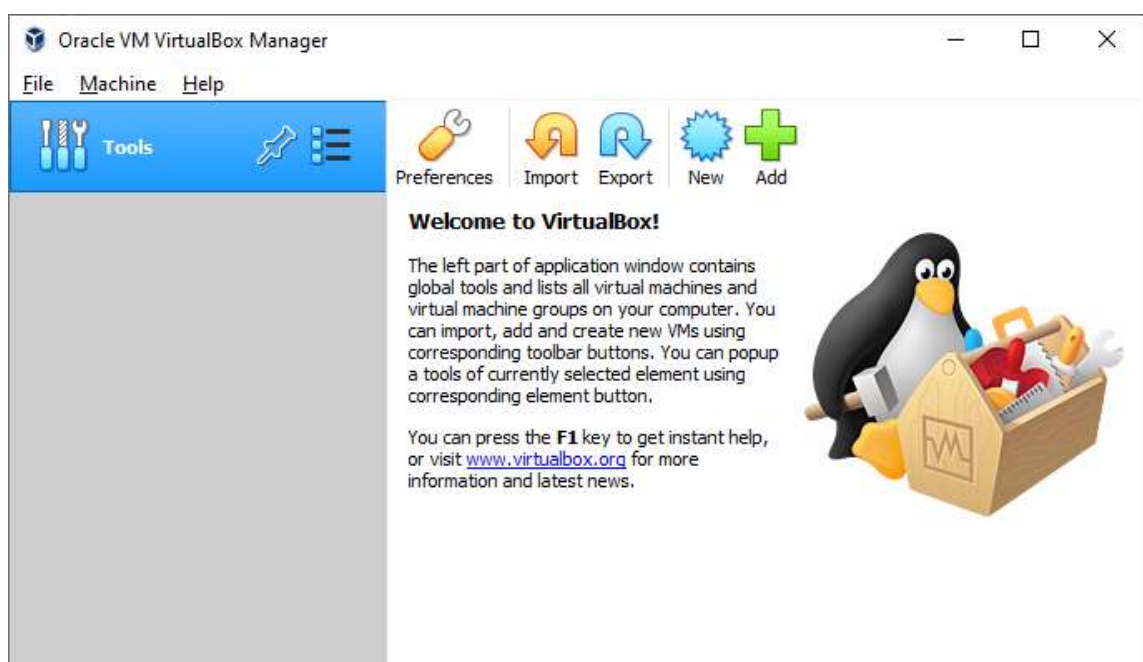 Oracle VM VirtualBox Manager
File Machine Help
Tools
Preferences Import Export New Add
Welcome to VirtualBox!
The left part of application window contains
global tools and lists all virtual machines and
virtual machine groups on your computer. You
can import, add and create new VMs using
corresponding toolbar buttons. You can popup
a tools of currently selected element using
corresponding element button.
You can press the F1 key to get instant help,
or visit www.virtualbox.org for more
information and latest news.